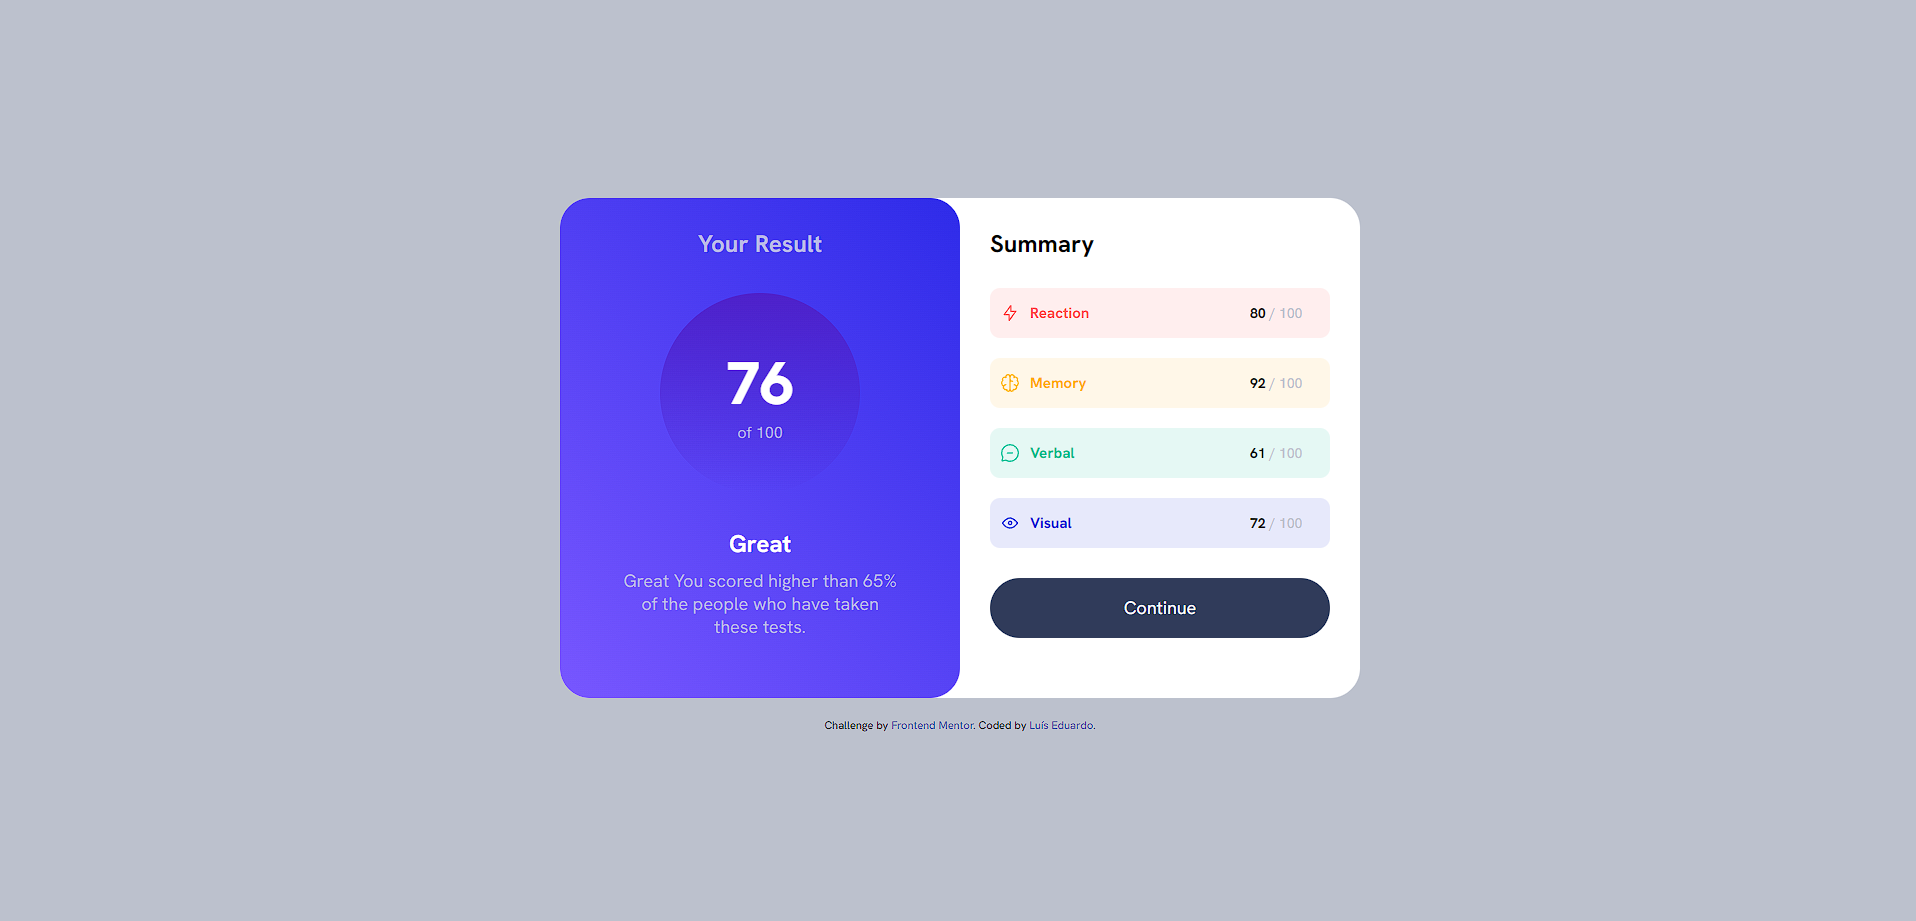 Your Result
76
of 100
Great
Great You scored higher than 65%
of the people who have taken
these tests.
Summary
Reaction 80 / 100
Memory 92 / 100
Verbal 61 / 100
Visual 72 / 100
Continue
Challenge by Frontend Mentor. Coded by Luís Eduardo.